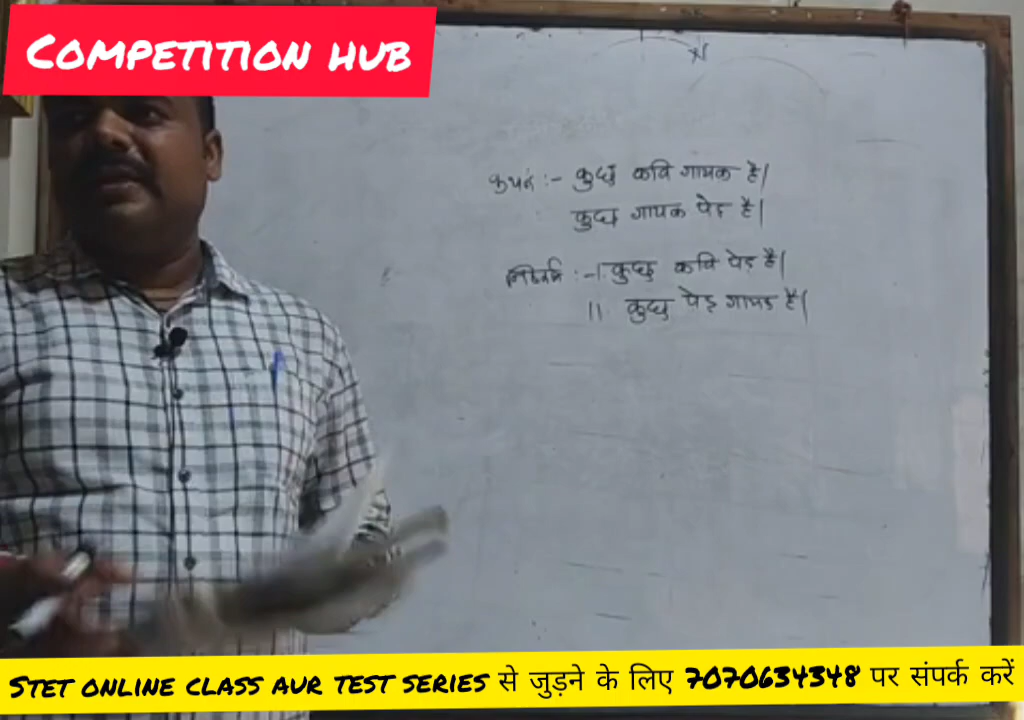 COMPETITION HUB
कथन :- कुछ कवि गायक है।
कुछ गायक पेड़ है।
निष्कर्ष :- I. कुछ कवि पेड़ है।
II कुछ पेड़ गायक है।
STET ONLINE CLASS AUR TEST SERIES से जुड़ने के लिए 7070634348 पर संपर्क करें